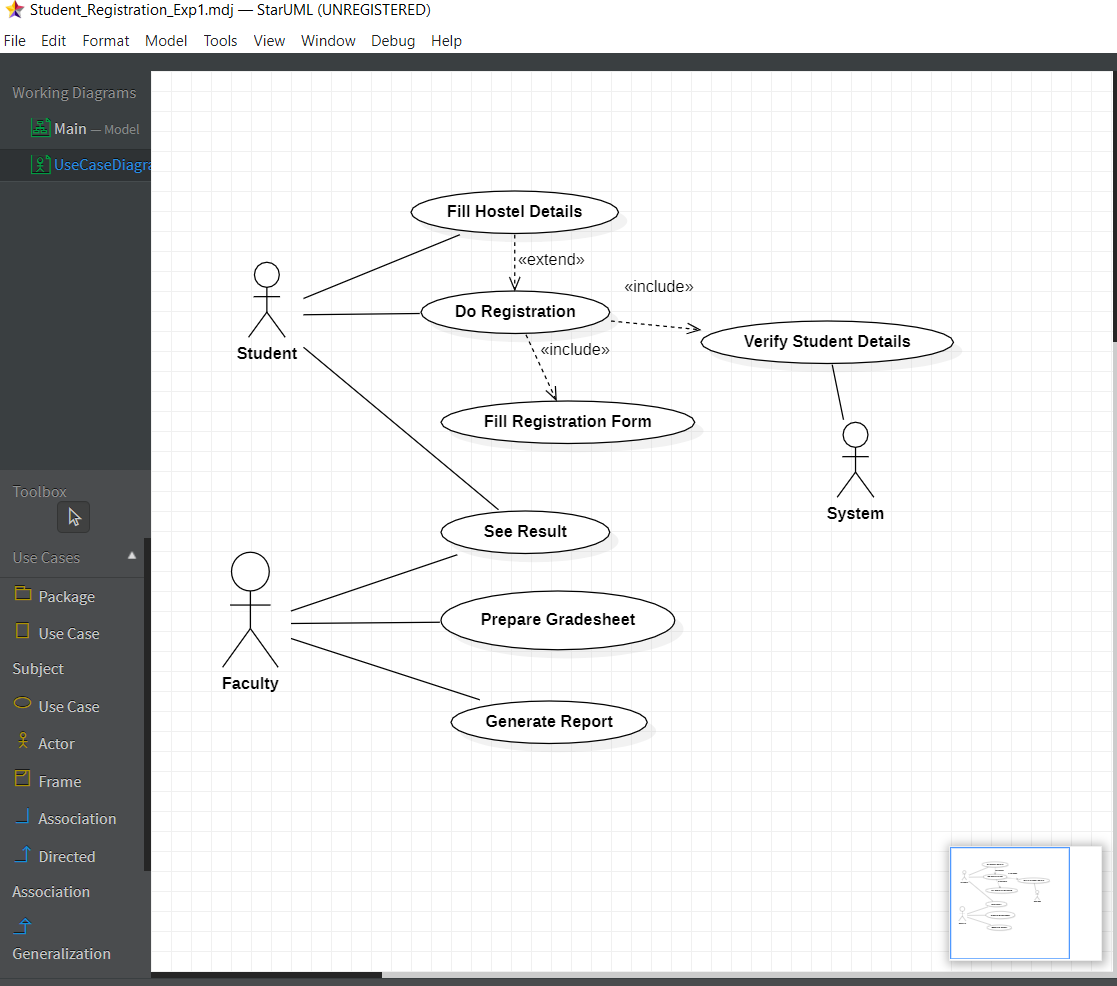 Student_Registration_Exp1.mdj — StarUML (UNREGISTERED)
File Edit Format Model Tools View Window Debug Help
Working Diagrams
Main — Model
UseCaseDiagra
Toolbox
Use Cases
Package
Use Case
Subject
Use Case
Actor
Frame
Association
Directed
Association
Generalization
Fill Hostel Details
«extend»
«include»
Do Registration
Verify Student Details
«include»
Student
Fill Registration Form
System
See Result
Prepare Gradesheet
Faculty
Generate Report